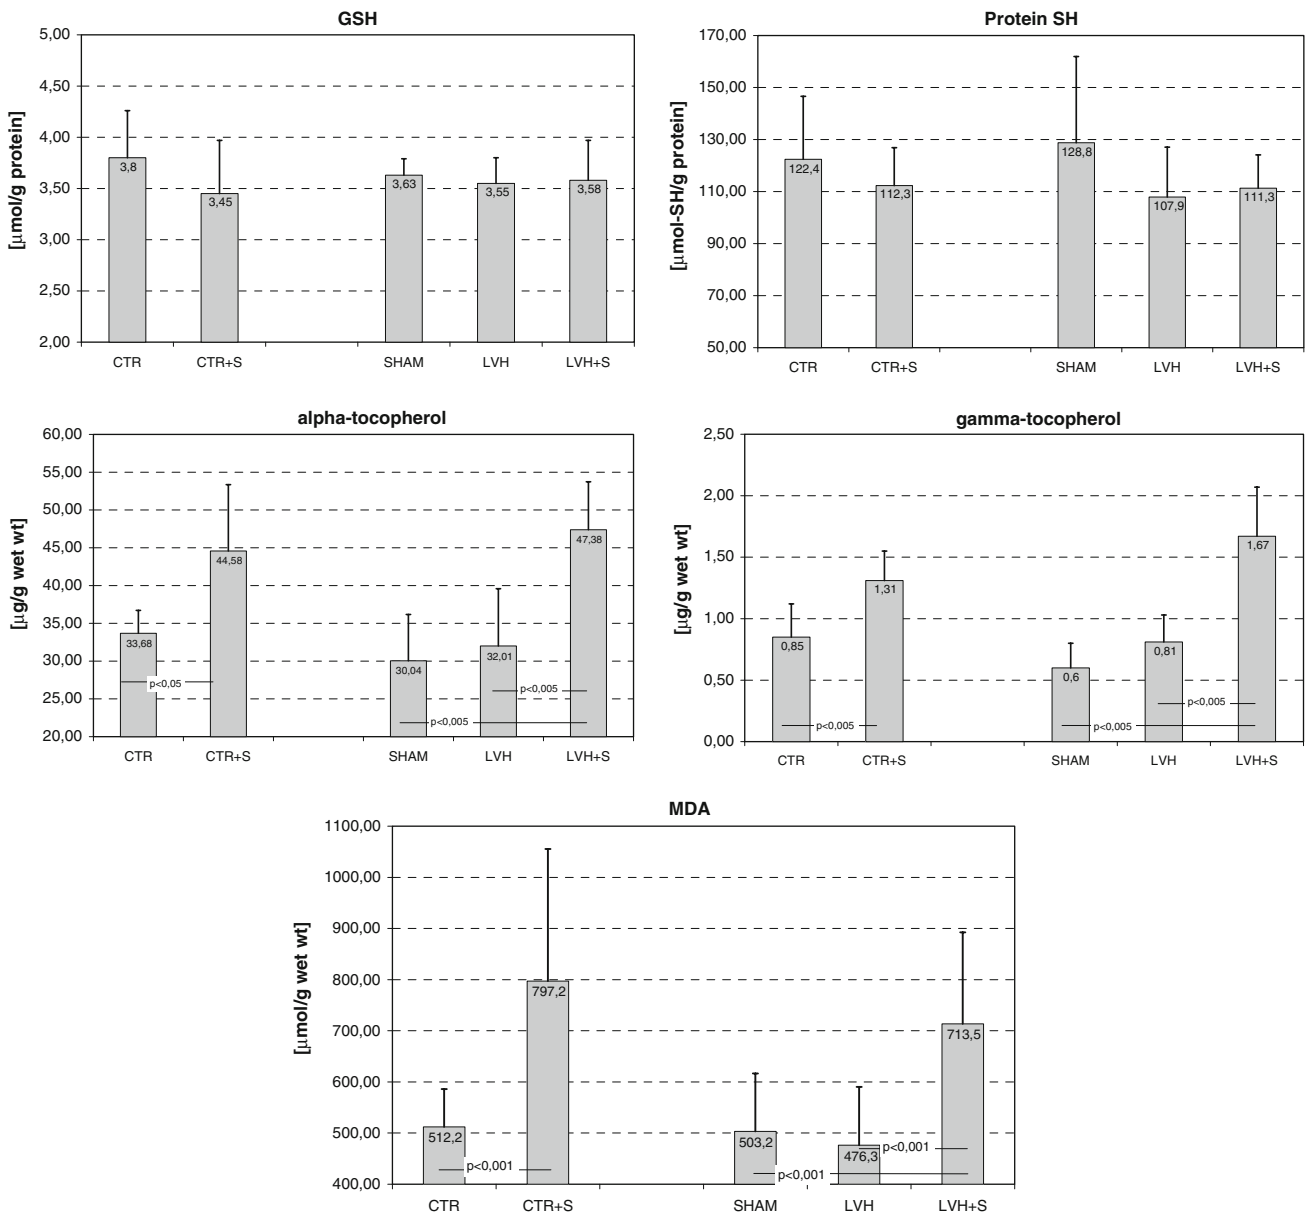 GSH
5,00
4,50
4,00
3,50
3,00
2,50
2,00
[μmol/g protein]
3,8
3,45
3,63
3,55
3,58
CTR CTR+S SHAM LVH LVH+S
Protein SH
170,00
150,00
130,00
110,00
90,00
70,00
50,00
[μmol-SH/g protein]
122,4
112,3
128,8
107,9
111,3
CTR CTR+S SHAM LVH LVH+S
alpha-tocopherol
60,00
55,00
50,00
45,00
40,00
35,00
30,00
25,00
20,00
[μg/g wet wt]
33,68
44,58
30,04
32,01
47,38
p<0,05
p<0,005
p<0,005
CTR CTR+S SHAM LVH LVH+S
gamma-tocopherol
2,50
2,00
1,50
1,00
0,50
0,00
[μg/g wet wt]
0,85
1,31
0,6
0,81
1,67
p<0,005
p<0,005
p<0,005
CTR CTR+S SHAM LVH LVH+S
MDA
1100,00
1000,00
900,00
800,00
700,00
600,00
500,00
400,00
[μmol/g wet wt]
512,2
797,2
503,2
476,3
713,5
p<0,001
p<0,001
p<0,001
CTR CTR+S SHAM LVH LVH+S